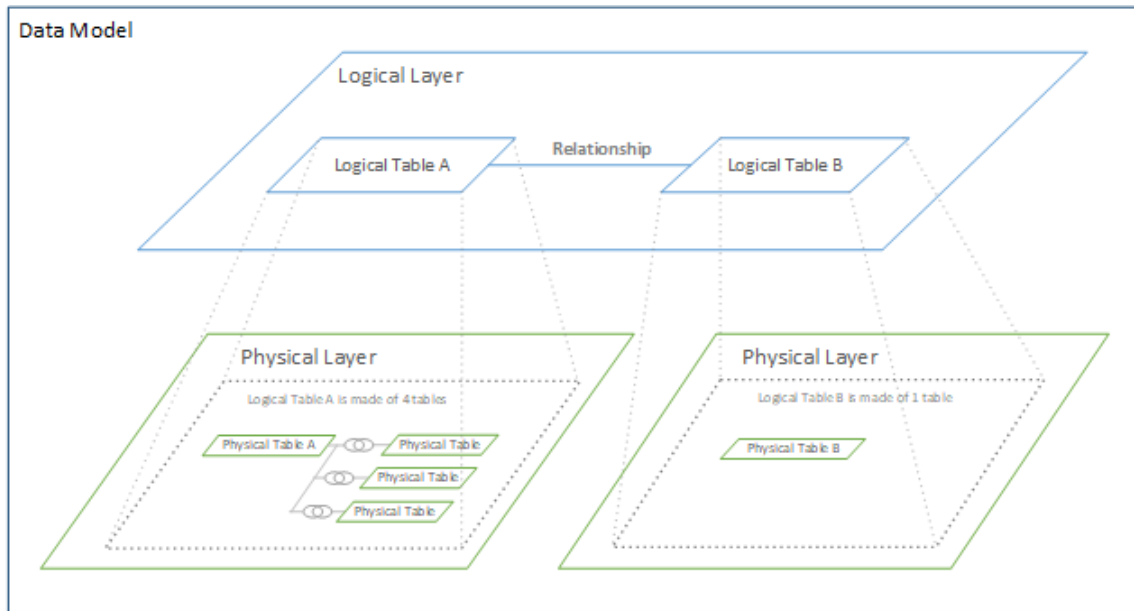 Data Model
Logical Layer
Logical Table A
Relationship
Logical Table B
Physical Layer
Logical Table A is made of 4 tables
Physical Table A
Physical Table
Physical Table
Physical Table
Physical Layer
Logical Table B is made of 1 table
Physical Table B